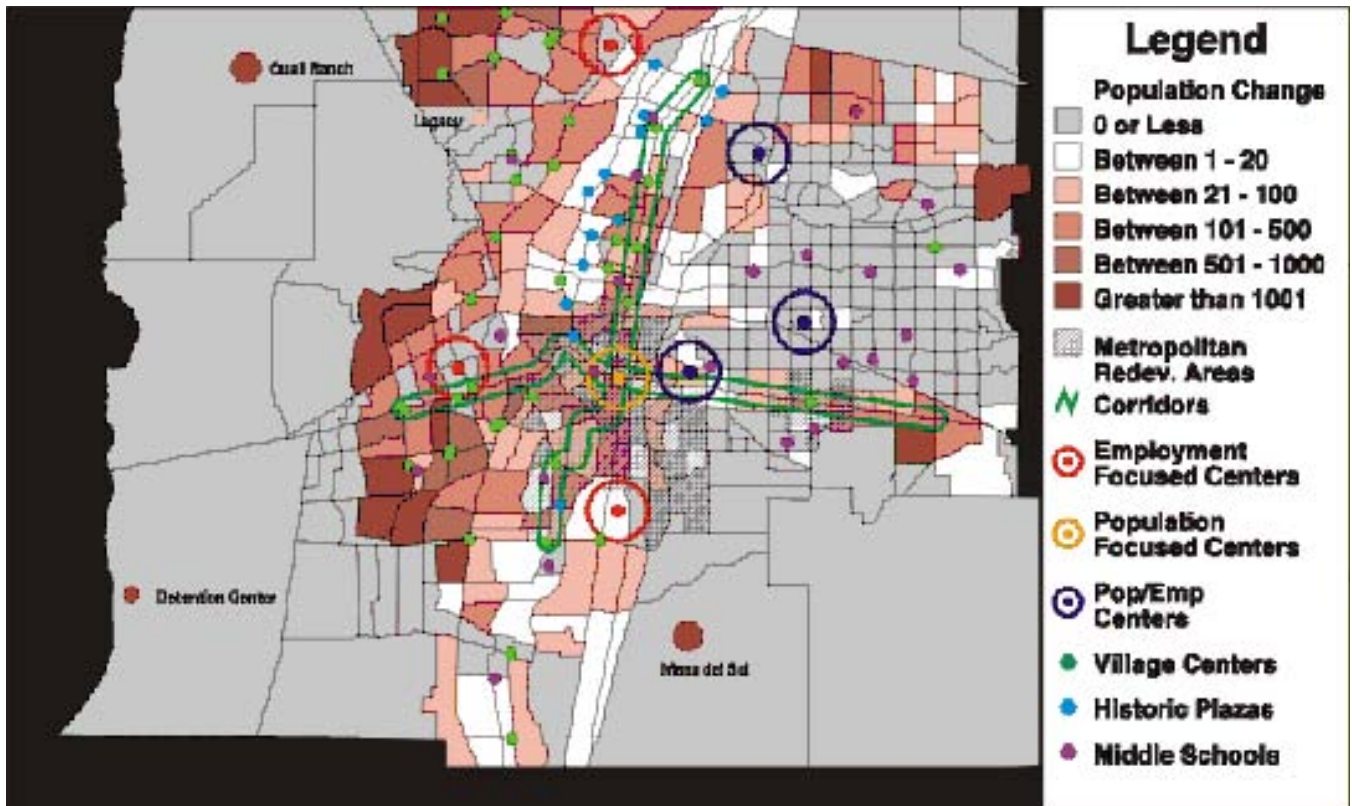 Quail Ranch
Legacy
Detention Center
Mesa del Sol
Legend
Population Change
0 or Less
Between 1 - 20
Between 21 - 100
Between 101 - 500
Between 501 - 1000
Greater than 1001
Metropolitan
Redev. Areas
Corridors
Employment
Focused Centers
Population
Focused Centers
Pop/Emp
Centers
Village Centers
Historic Plazas
Middle Schools